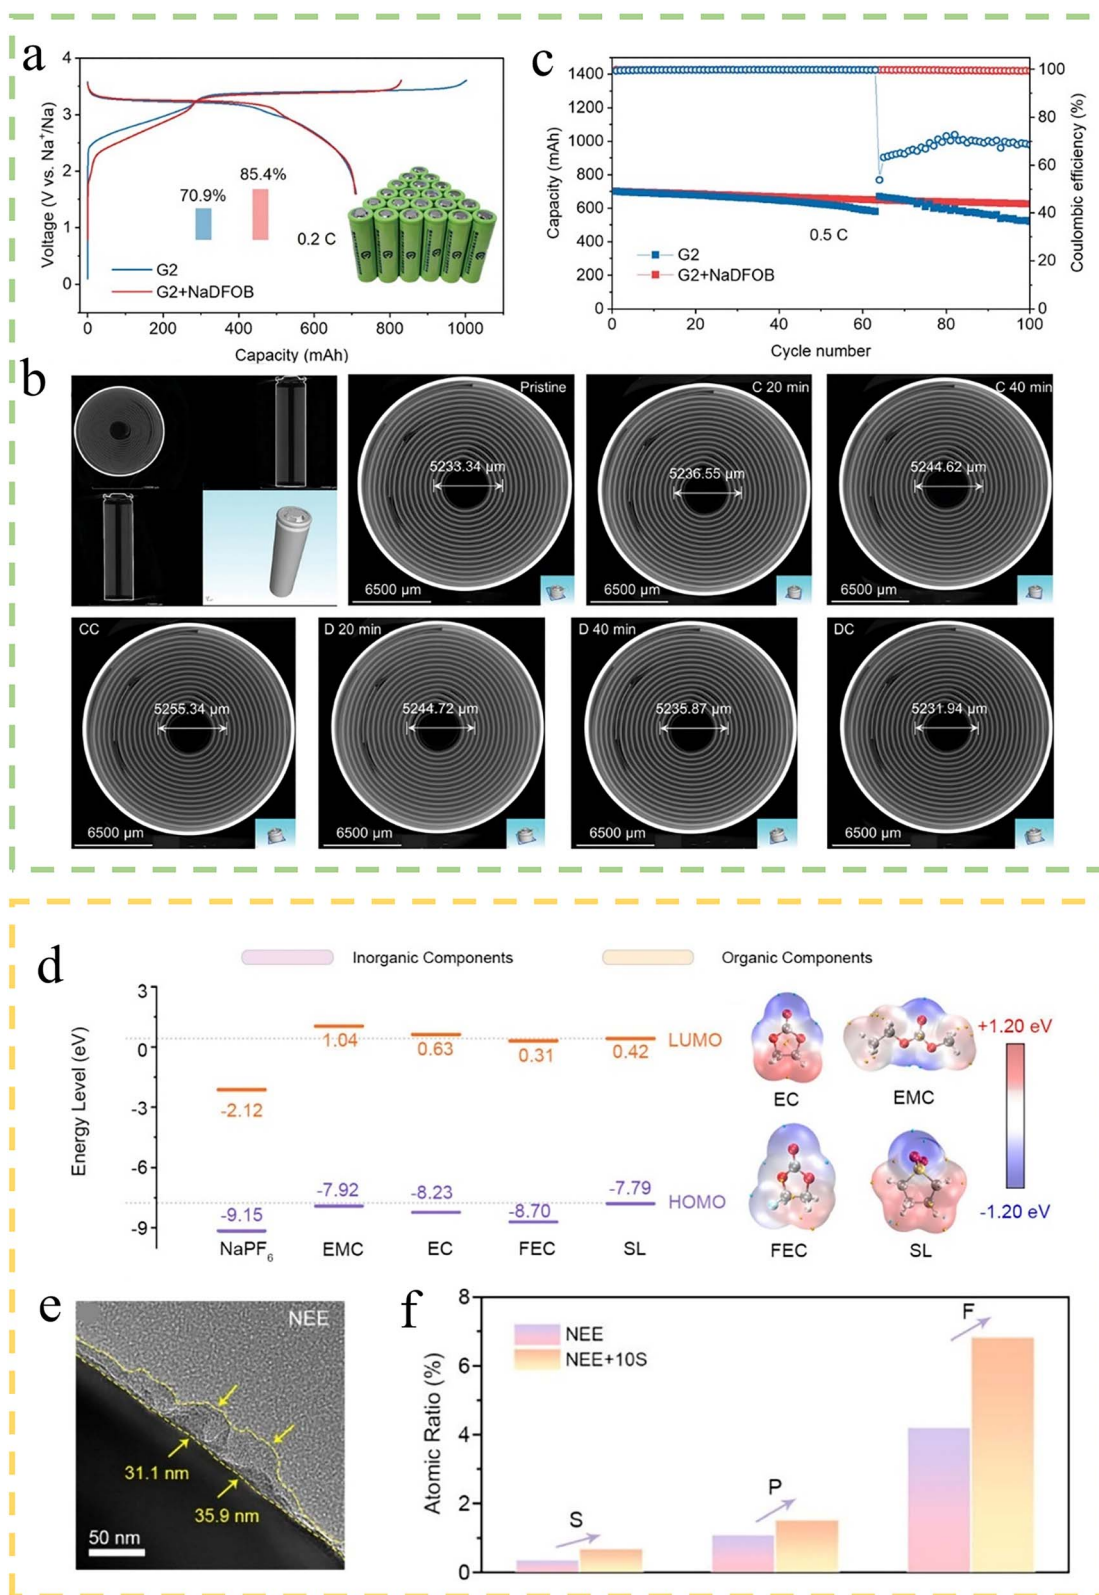 a
4
3
2
1
0
Voltage (V vs. Na⁺/Na)
70.9%
85.4%
0.2 C
G2
G2+NaDFOB
0 200 400 600 800 1000
Capacity (mAh)
c
1400
1200
1000
800
600
400
200
0
Capacity (mAh)
100
80
60
40
20
0
Coulombic efficiency (%)
0.5 C
G2
G2+NaDFOB
0 20 40 60 80 100
Cycle number
b
Pristine
5233.34 µm
6500 µm
C 20 min
5236.55 µm
6500 µm
C 40 min
5244.62 µm
6500 µm
CC
5255.34 µm
6500 µm
D 20 min
5244.72 µm
6500 µm
D 40 min
5235.87 µm
6500 µm
DC
5231.94 µm
6500 µm
d
Inorganic Components
Organic Components
3
0
-3
-6
-9
Energy Level (eV)
1.04
0.63
0.31
0.42
LUMO
-2.12
-7.92
-8.23
-8.70
-7.79
HOMO
-9.15
NaPF₆ EMC EC FEC SL
EC
EMC
FEC
SL
+1.20 eV
-1.20 eV
e
NEE
31.1 nm
35.9 nm
50 nm
f
8
6
4
2
0
Atomic Ratio (%)
NEE
NEE+10S
S
P
F